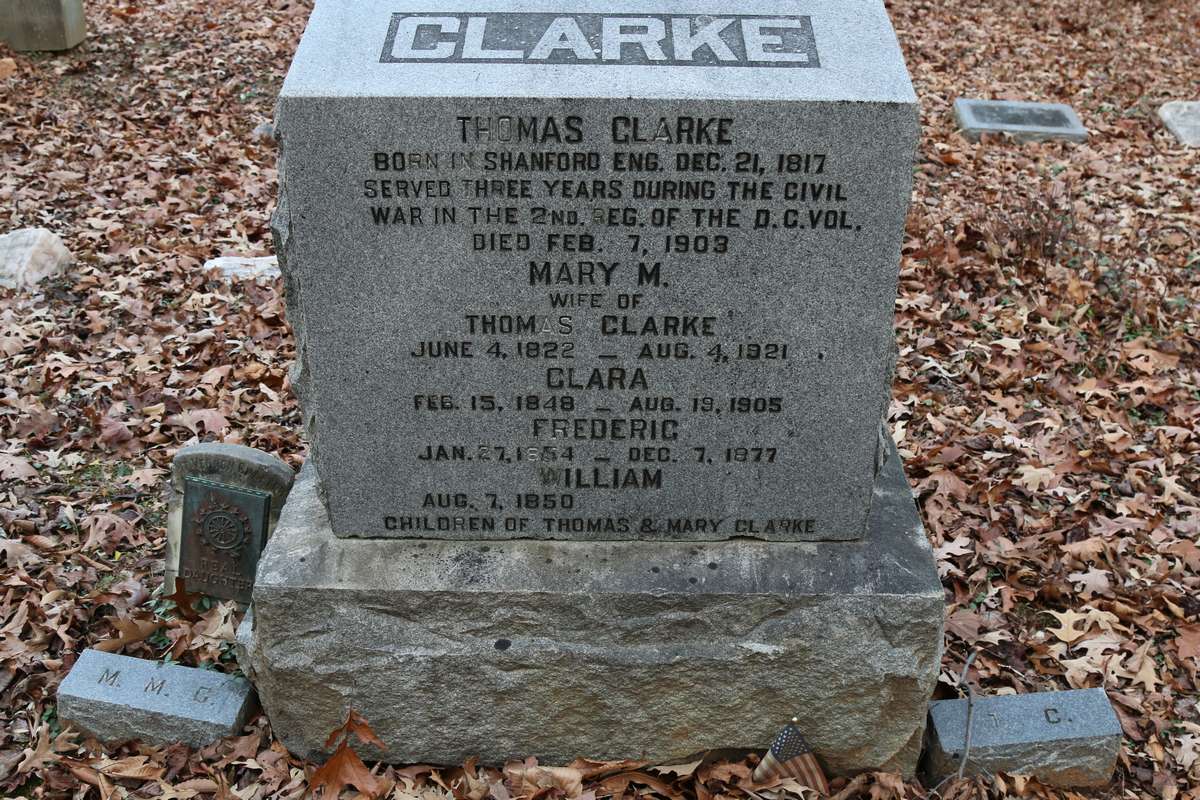 CLARKE
THOMAS CLARKE
BORN IN SHANFORD ENG. DEC. 21, 1817
SERVED THREE YEARS DURING THE CIVIL
WAR IN THE 2ND. REG. OF THE D.C. VOL.
DIED FEB. 7, 1903
MARY M.
WIFE OF
THOMAS CLARKE
JUNE 4, 1822 — AUG. 4, 1921
CLARA
FEB. 15, 1848 — AUG. 19, 1905
FREDERIC
JAN. 27, 1854 — DEC. 7, 1877
WILLIAM
AUG. 7, 1850
CHILDREN OF THOMAS & MARY CLARKE
REAL
DAUGHTER
M. M. C.
T. C.